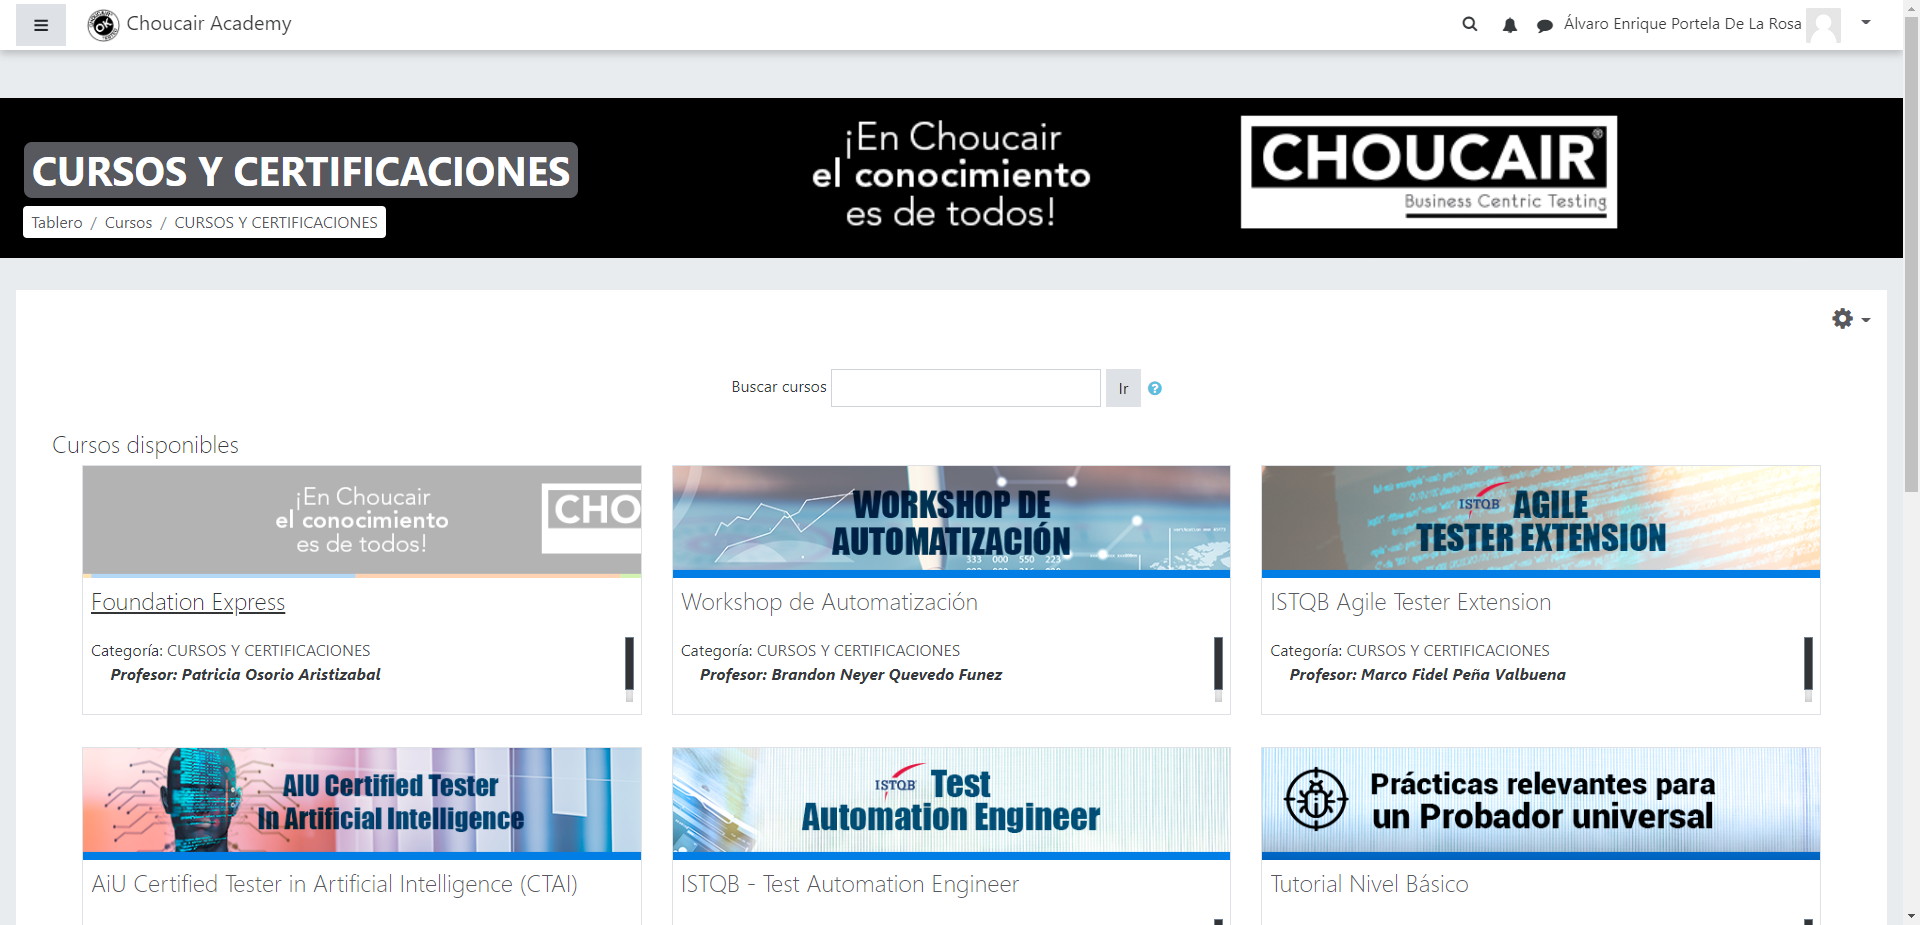 Choucair Academy
Álvaro Enrique Portela De La Rosa
CURSOS Y CERTIFICACIONES
Tablero / Cursos / CURSOS Y CERTIFICACIONES
¡En Choucair
el conocimiento
es de todos!
CHOUCAIR®
Business Centric Testing
Buscar cursos
Ir
Cursos disponibles
¡En Choucair
el conocimiento
es de todos!
CHO
Foundation Express
Categoría: CURSOS Y CERTIFICACIONES
Profesor: Patricia Osorio Aristizabal
WORKSHOP DE
AUTOMATIZACIÓN
333 000 550 223
Workshop de Automatización
Categoría: CURSOS Y CERTIFICACIONES
Profesor: Brandon Neyer Quevedo Funez
ISTQB AGILE
TESTER EXTENSION
ISTQB Agile Tester Extension
Categoría: CURSOS Y CERTIFICACIONES
Profesor: Marco Fidel Peña Valbuena
AIU Certified Tester
In Artificial Intelligence
AiU Certified Tester in Artificial Intelligence (CTAI)
ISTQB Test
Automation Engineer
ISTQB - Test Automation Engineer
Prácticas relevantes para
un Probador universal
Tutorial Nivel Básico